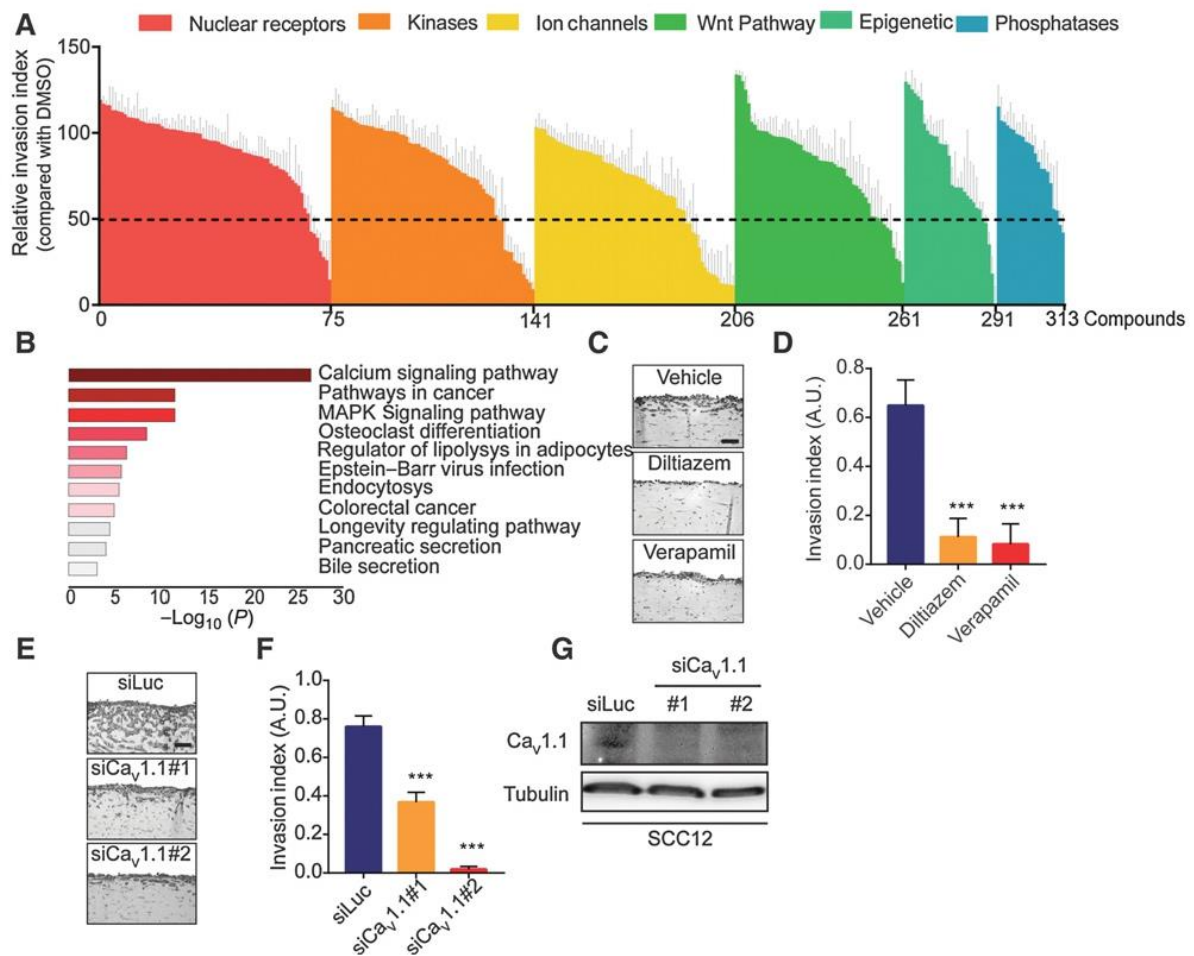 A
Nuclear receptors Kinases Ion channels Wnt Pathway Epigenetic Phosphatases
Relative invasion index
(compared with DMSO)
150
100
50
0
0 75 141 206 261 291 313 Compounds
B
Calcium signaling pathway
Pathways in cancer
MAPK Signaling pathway
Osteoclast differentiation
Regulator of lipolysys in adipocytes
Epstein–Barr virus infection
Endocytosys
Colorectal cancer
Longevity regulating pathway
Pancreatic secretion
Bile secretion
0 5 10 15 20 25 30
–Log10 (P)
C
Vehicle
Diltiazem
Verapamil
D
Invasion index (A.U.)
0.8
0.6
0.4
0.2
0.0
*** ***
Vehicle
Diltiazem
Verapamil
E
siLuc
siCav1.1#1
siCav1.1#2
F
Invasion index (A.U.)
1.0
0.8
0.6
0.4
0.2
0.0
***
***
siLuc
siCav1.1#1
siCav1.1#2
G
siCav1.1
siLuc #1 #2
Cav1.1
Tubulin
SCC12